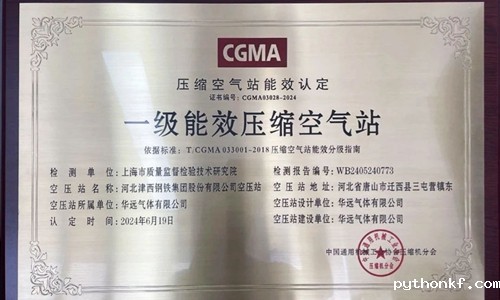 CGMA
压缩空气站能效认定
证书编号：CGMA03028-2024
一级能效压缩空气站
依据标准：T/CGMA 033001-2018 压缩空气站能效分级指南
检测单位：上海市质量监督检验技术研究院
检测报告编号：WB2405240773
空压站名称：河北津西钢铁集团股份有限公司空压站
空压站地址：河北省唐山市迁西县三屯营镇东
空压站所属单位：华远气体有限公司
空压站设计单位：华远气体有限公司
认定时间：2024年6月19日
空压站建设单位：华远气体有限公司
中国通用机械工业协会压缩机分会
压缩机分会
pythonkf.com